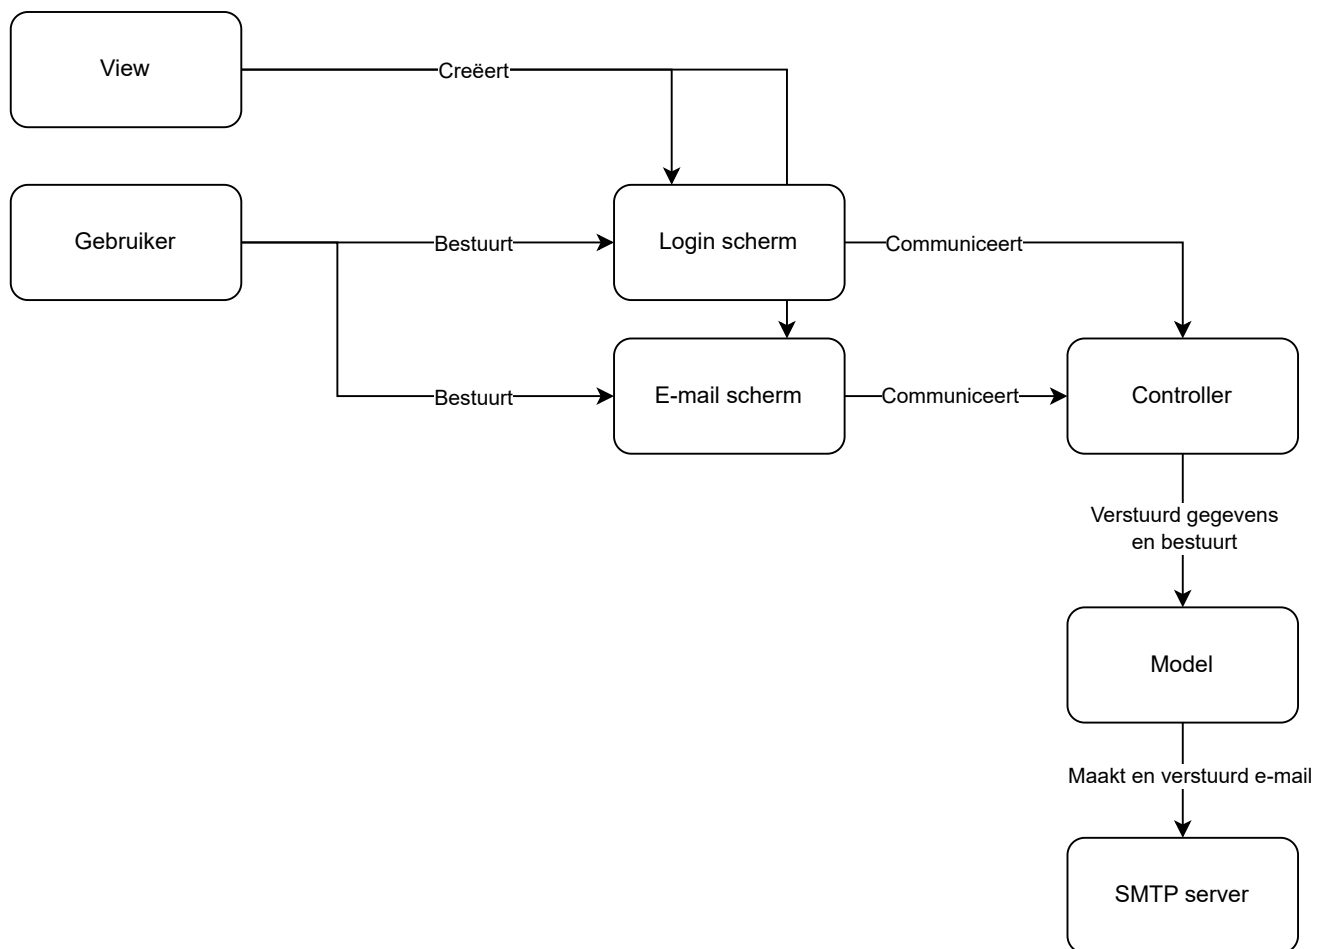 View
Creëert
Gebruiker
Bestuurt
Login scherm
Communiceert
Bestuurt
E-mail scherm
Communiceert
Controller
Verstuurd gegevens
en bestuurt
Model
Maakt en verstuurd e-mail
SMTP server